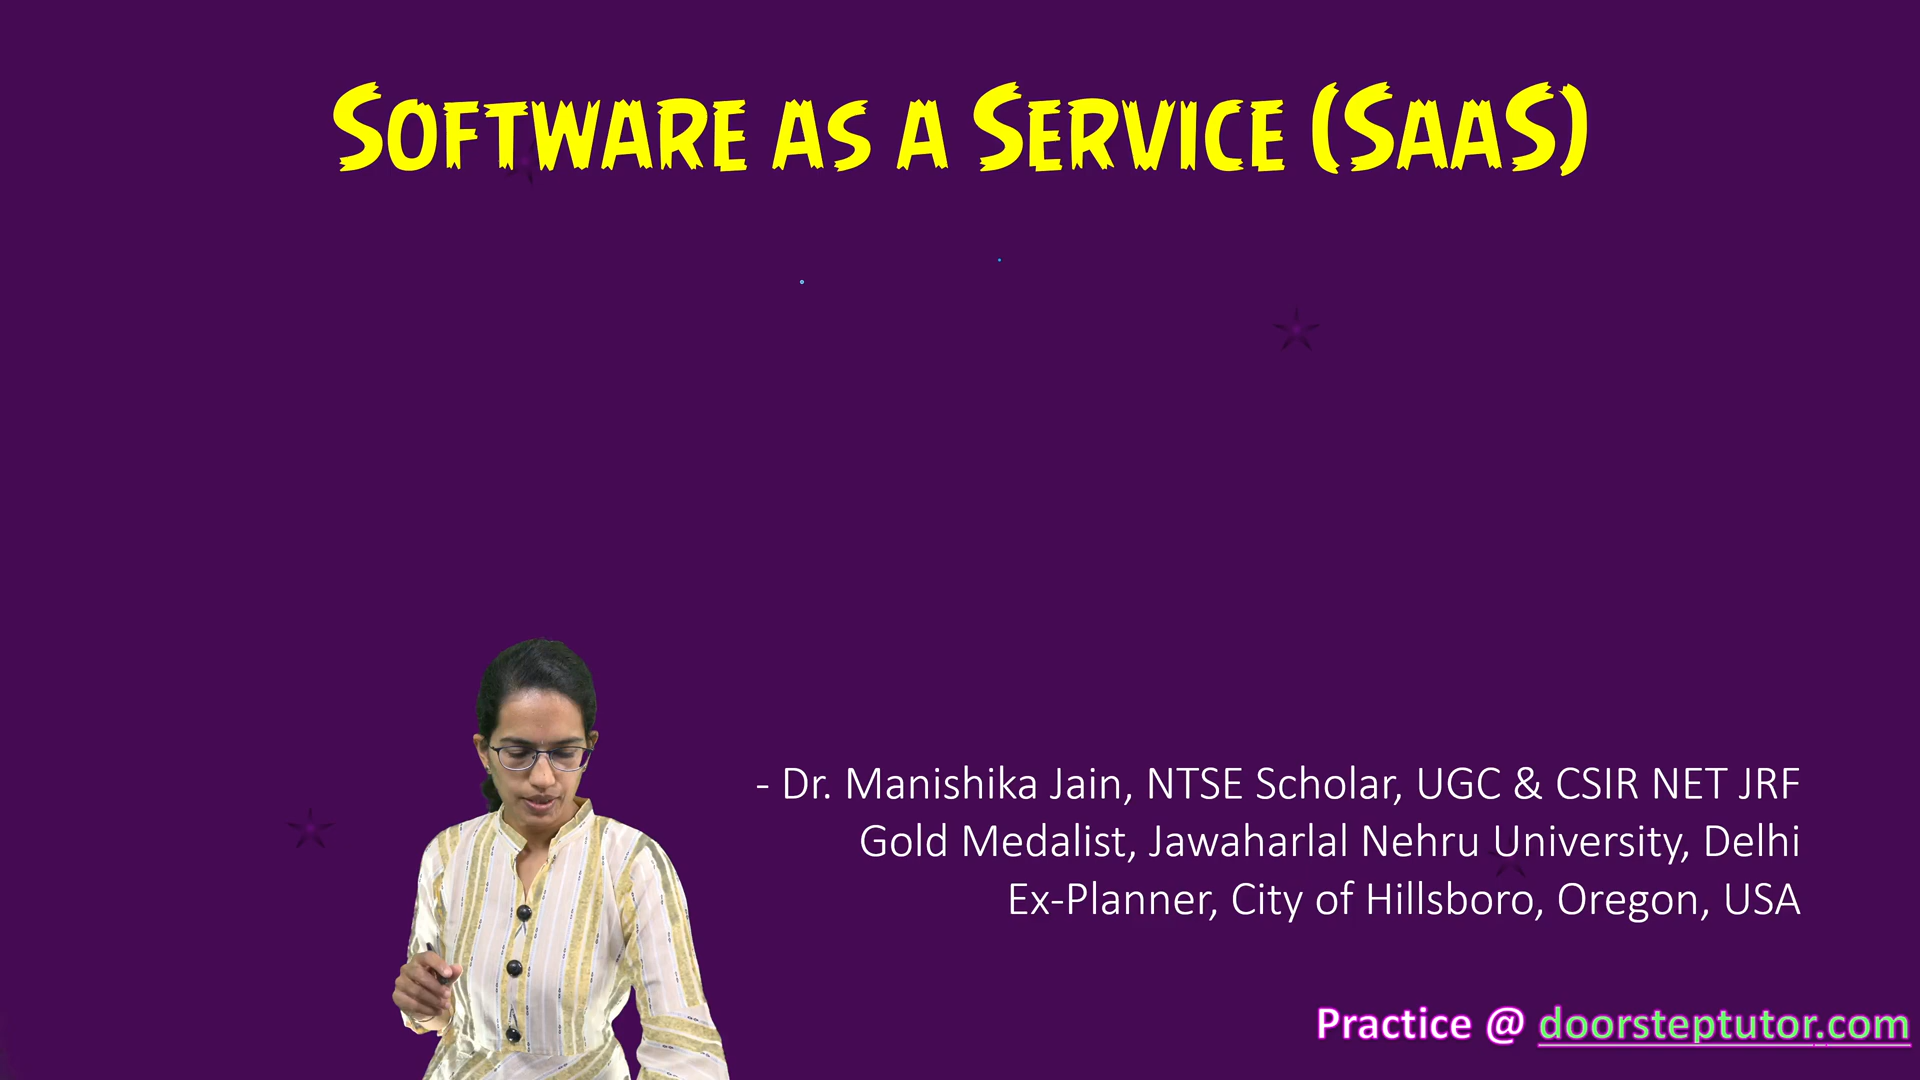 Software as a Service (SaaS)
- Dr. Manishika Jain, NTSE Scholar, UGC & CSIR NET JRF
Gold Medalist, Jawaharlal Nehru University, Delhi
Ex-Planner, City of Hillsboro, Oregon, USA
Practice @ doorsteptutor.com